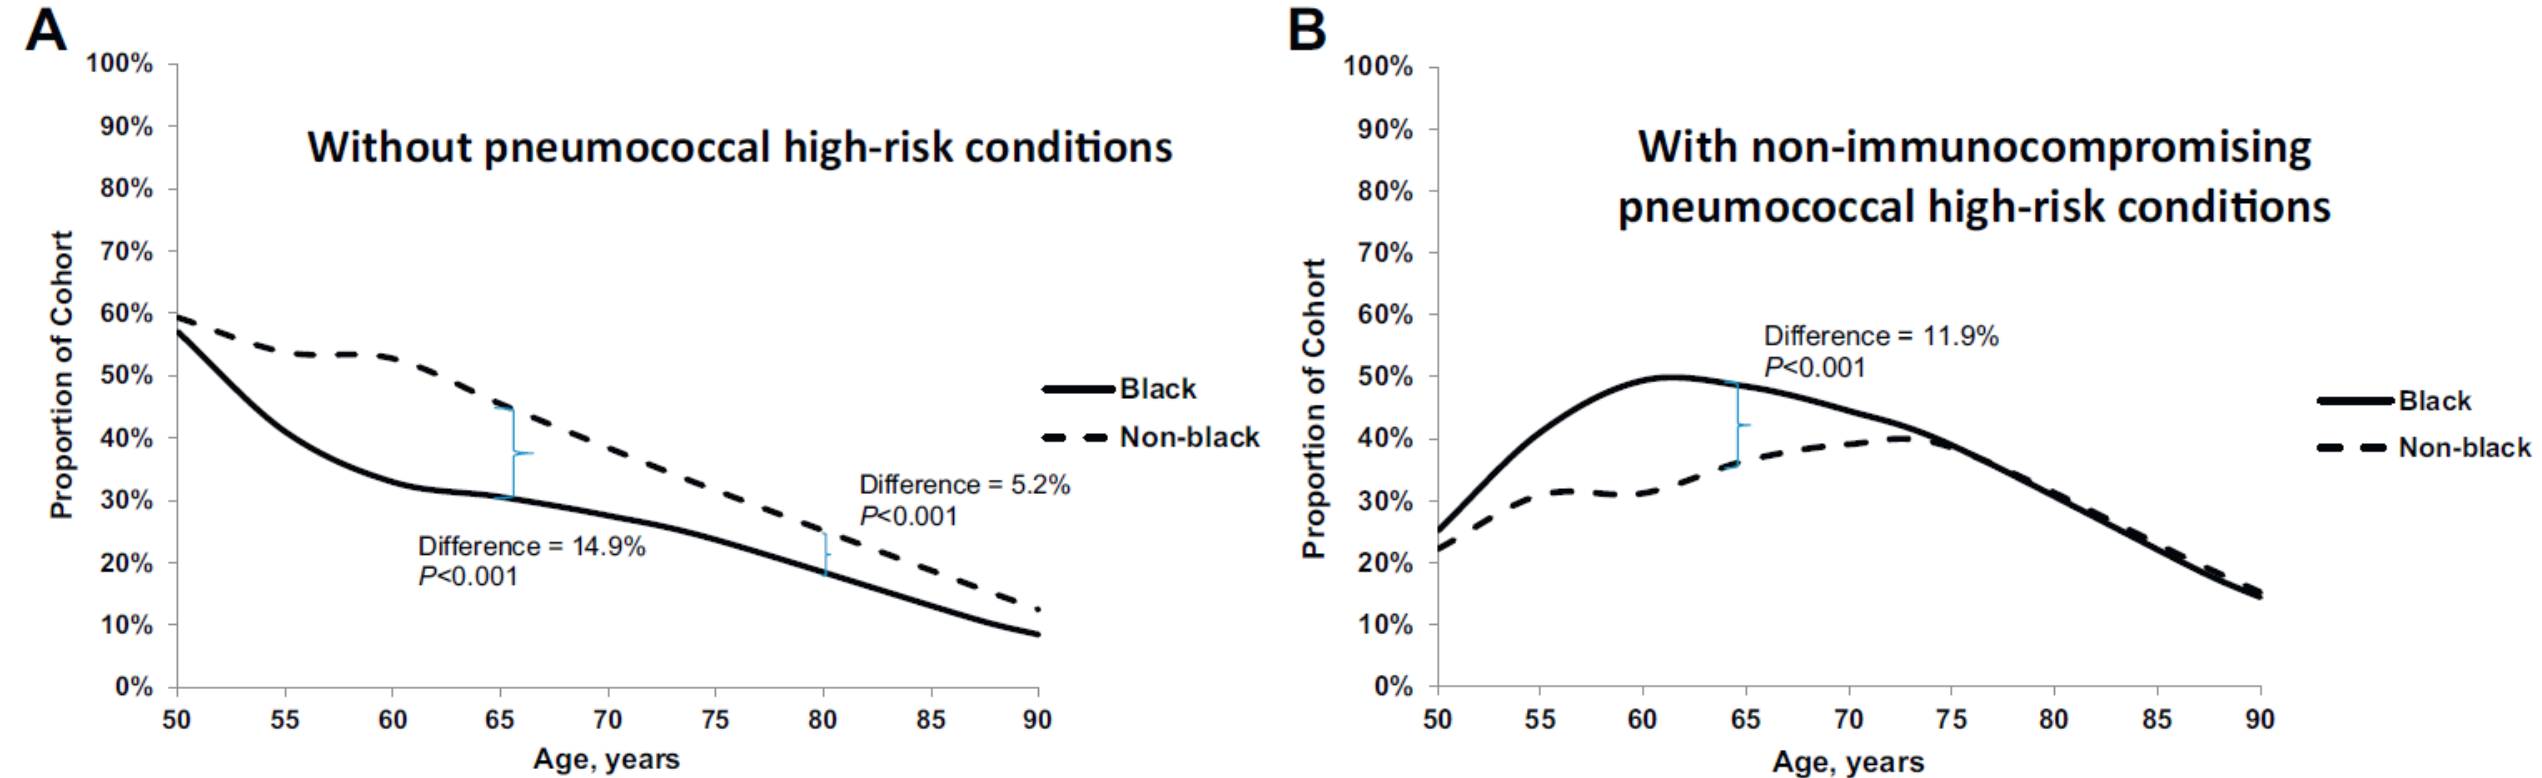 A
Without pneumococcal high-risk conditions
Proportion of Cohort
100%
90%
80%
70%
60%
50%
40%
30%
20%
10%
0%
50 55 60 65 70 75 80 85 90
Age, years
Difference = 14.9%
P<0.001
Difference = 5.2%
P<0.001
Black
Non-black
B
With non-immunocompromising
pneumococcal high-risk conditions
Proportion of Cohort
100%
90%
80%
70%
60%
50%
40%
30%
20%
10%
0%
50 55 60 65 70 75 80 85 90
Age, years
Difference = 11.9%
P<0.001
Black
Non-black